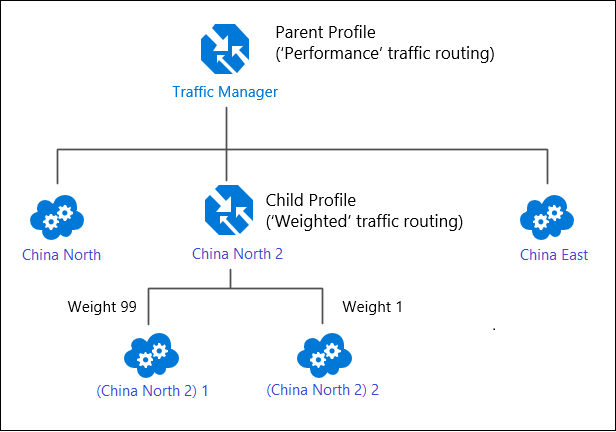 Parent Profile
(‘Performance’ traffic routing)
Traffic Manager
Child Profile
(‘Weighted’ traffic routing)
China North
China North 2
China East
Weight 99
Weight 1
.
(China North 2) 1
(China North 2) 2